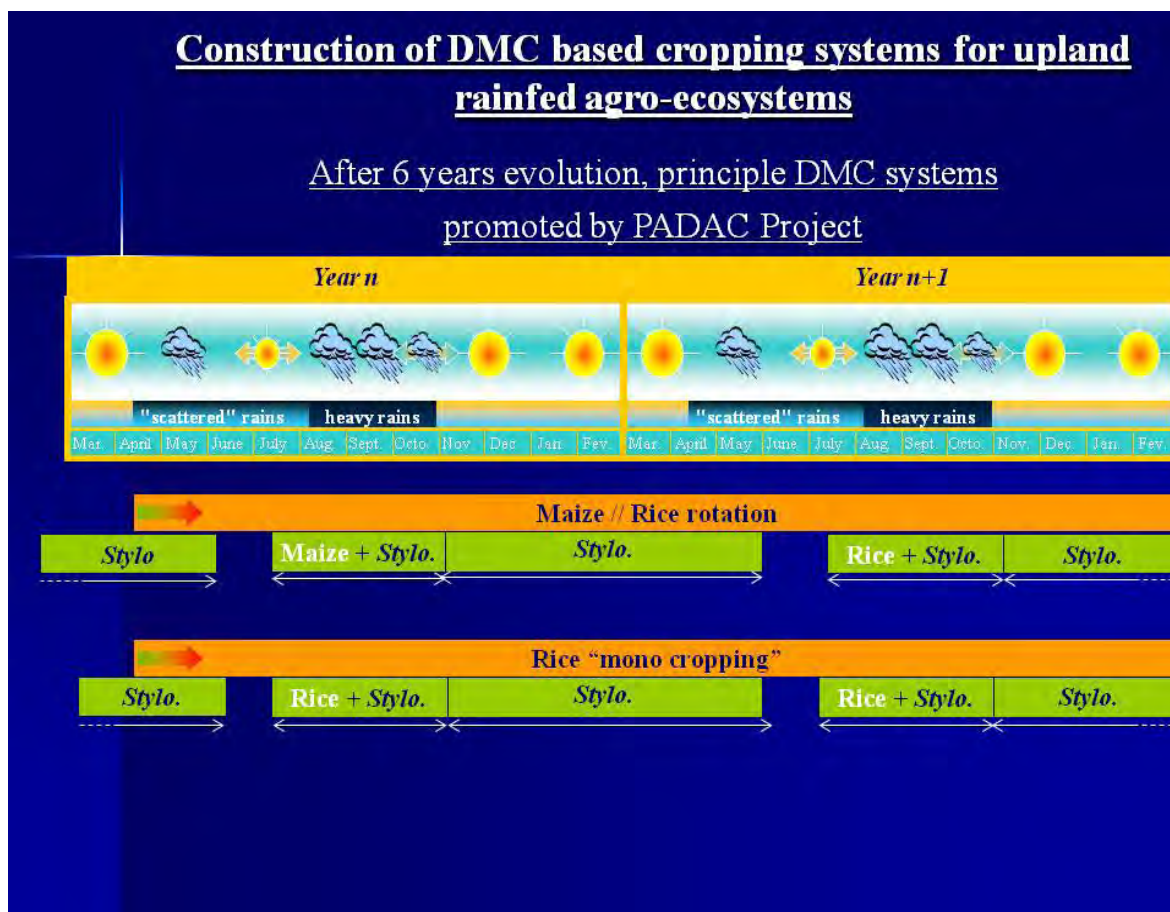 Construction of DMC based cropping systems for upland
rainfed agro-ecosystems
After 6 years evolution, principle DMC systems
promoted by PADAC Project
Year n Year n+1
"scattered" rains heavy rains "scattered" rains heavy rains
Mar. April May June July Aug. Sept. Octo. Nov. Dec. Jan. Fev. Mar. April May June July Aug. Sept. Octo. Nov. Dec. Jan. Fev.
Maize // Rice rotation
Stylo Maize + Stylo. Stylo. Rice + Stylo. Stylo.
Rice “mono cropping”
Stylo. Rice + Stylo. Stylo. Rice + Stylo. Stylo.